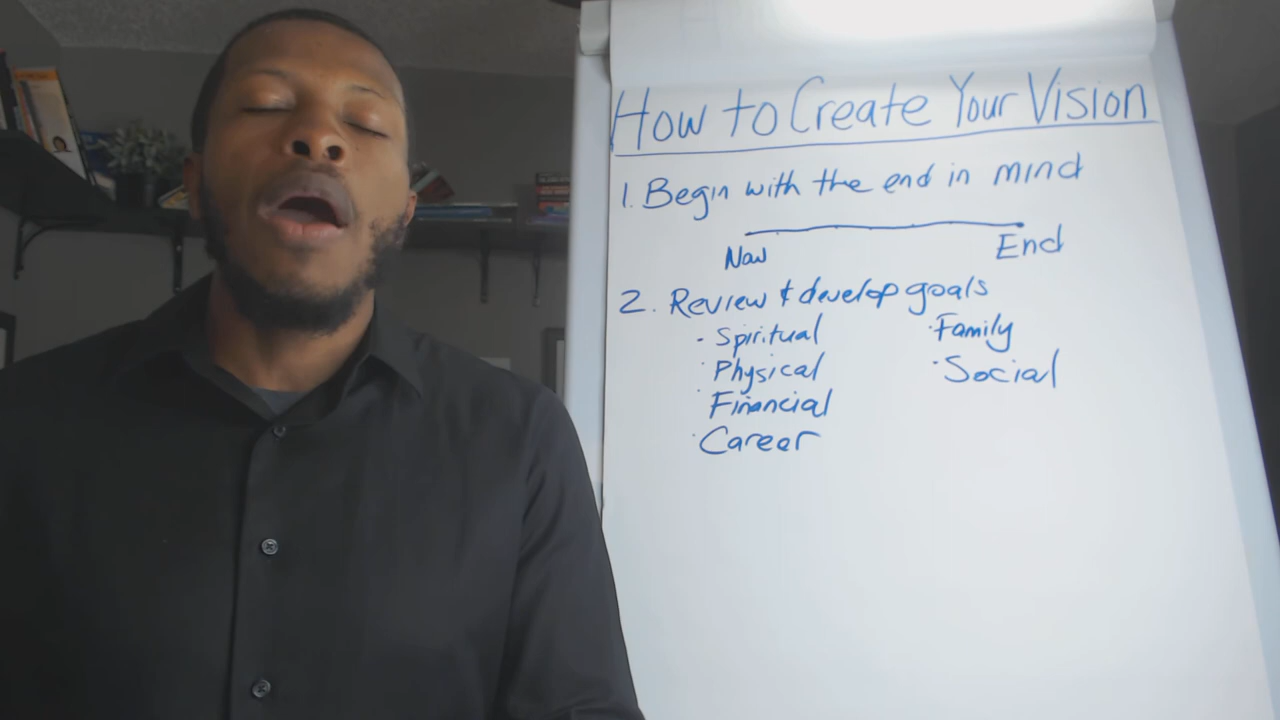 How to Create Your Vision
1. Begin with the end in mind
Now End
2. Review & develop goals
- Spiritual · Family
· Physical · Social
· Financial
· Career